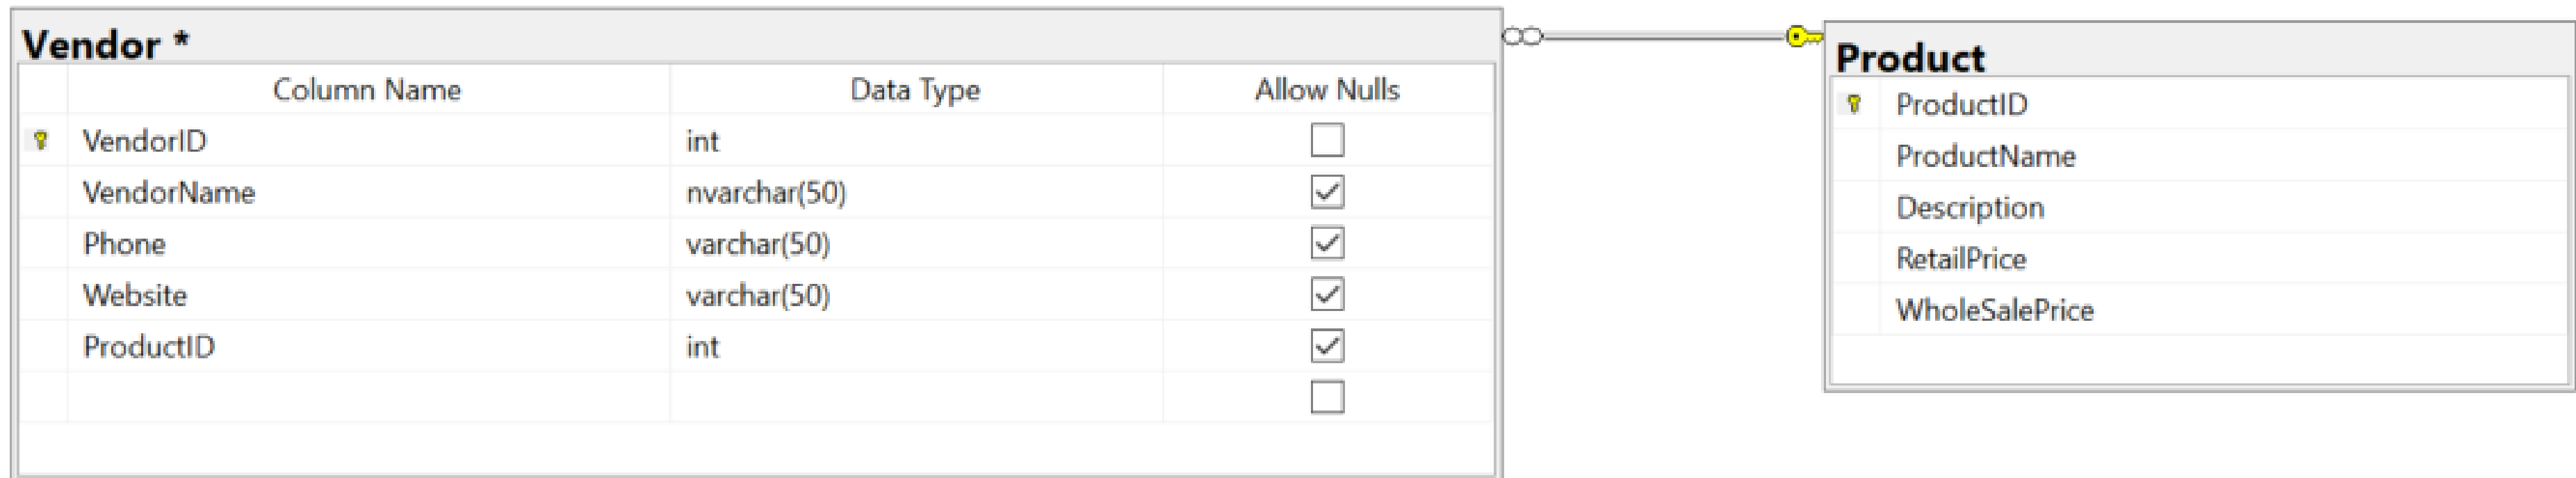 Vendor *
Column Name Data Type Allow Nulls
VendorID int
VendorName nvarchar(50)
Phone varchar(50)
Website varchar(50)
ProductID int
Product
ProductID
ProductName
Description
RetailPrice
WholeSalePrice